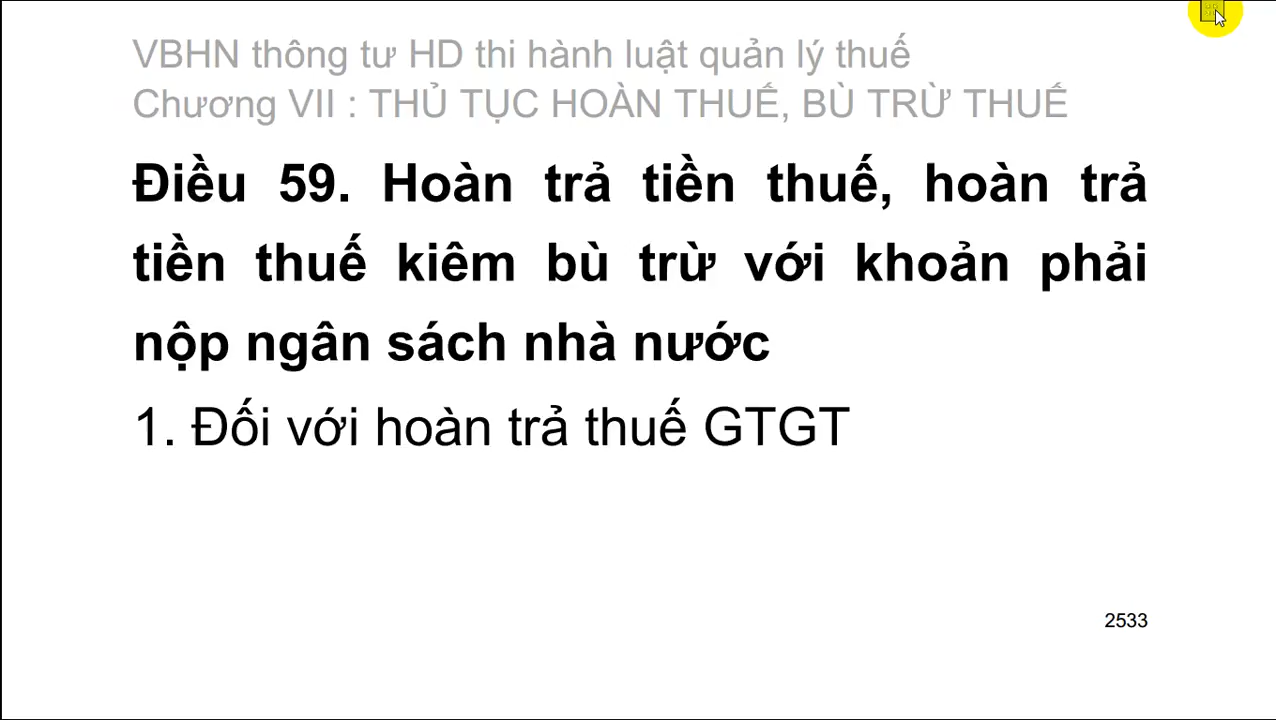 VBHN thông tư HD thi hành luật quản lý thuế
Chương VII : THỦ TỤC HOÀN THUẾ, BÙ TRỪ THUẾ
Điều 59. Hoàn trả tiền thuế, hoàn trả
tiền thuế kiêm bù trừ với khoản phải
nộp ngân sách nhà nước
1. Đối với hoàn trả thuế GTGT
2533